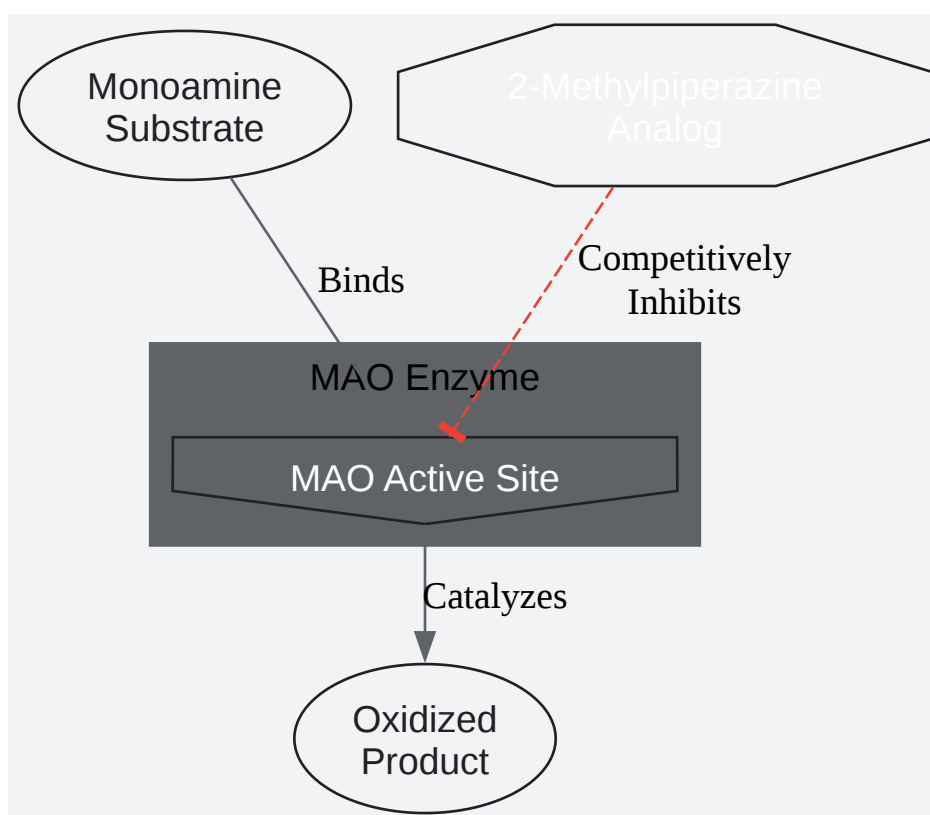 Monoamine
Substrate
2-Methylpiperazine
Analog
Binds
Competitively
Inhibits
MAO Enzyme
MAO Active Site
Catalyzes
Oxidized
Product